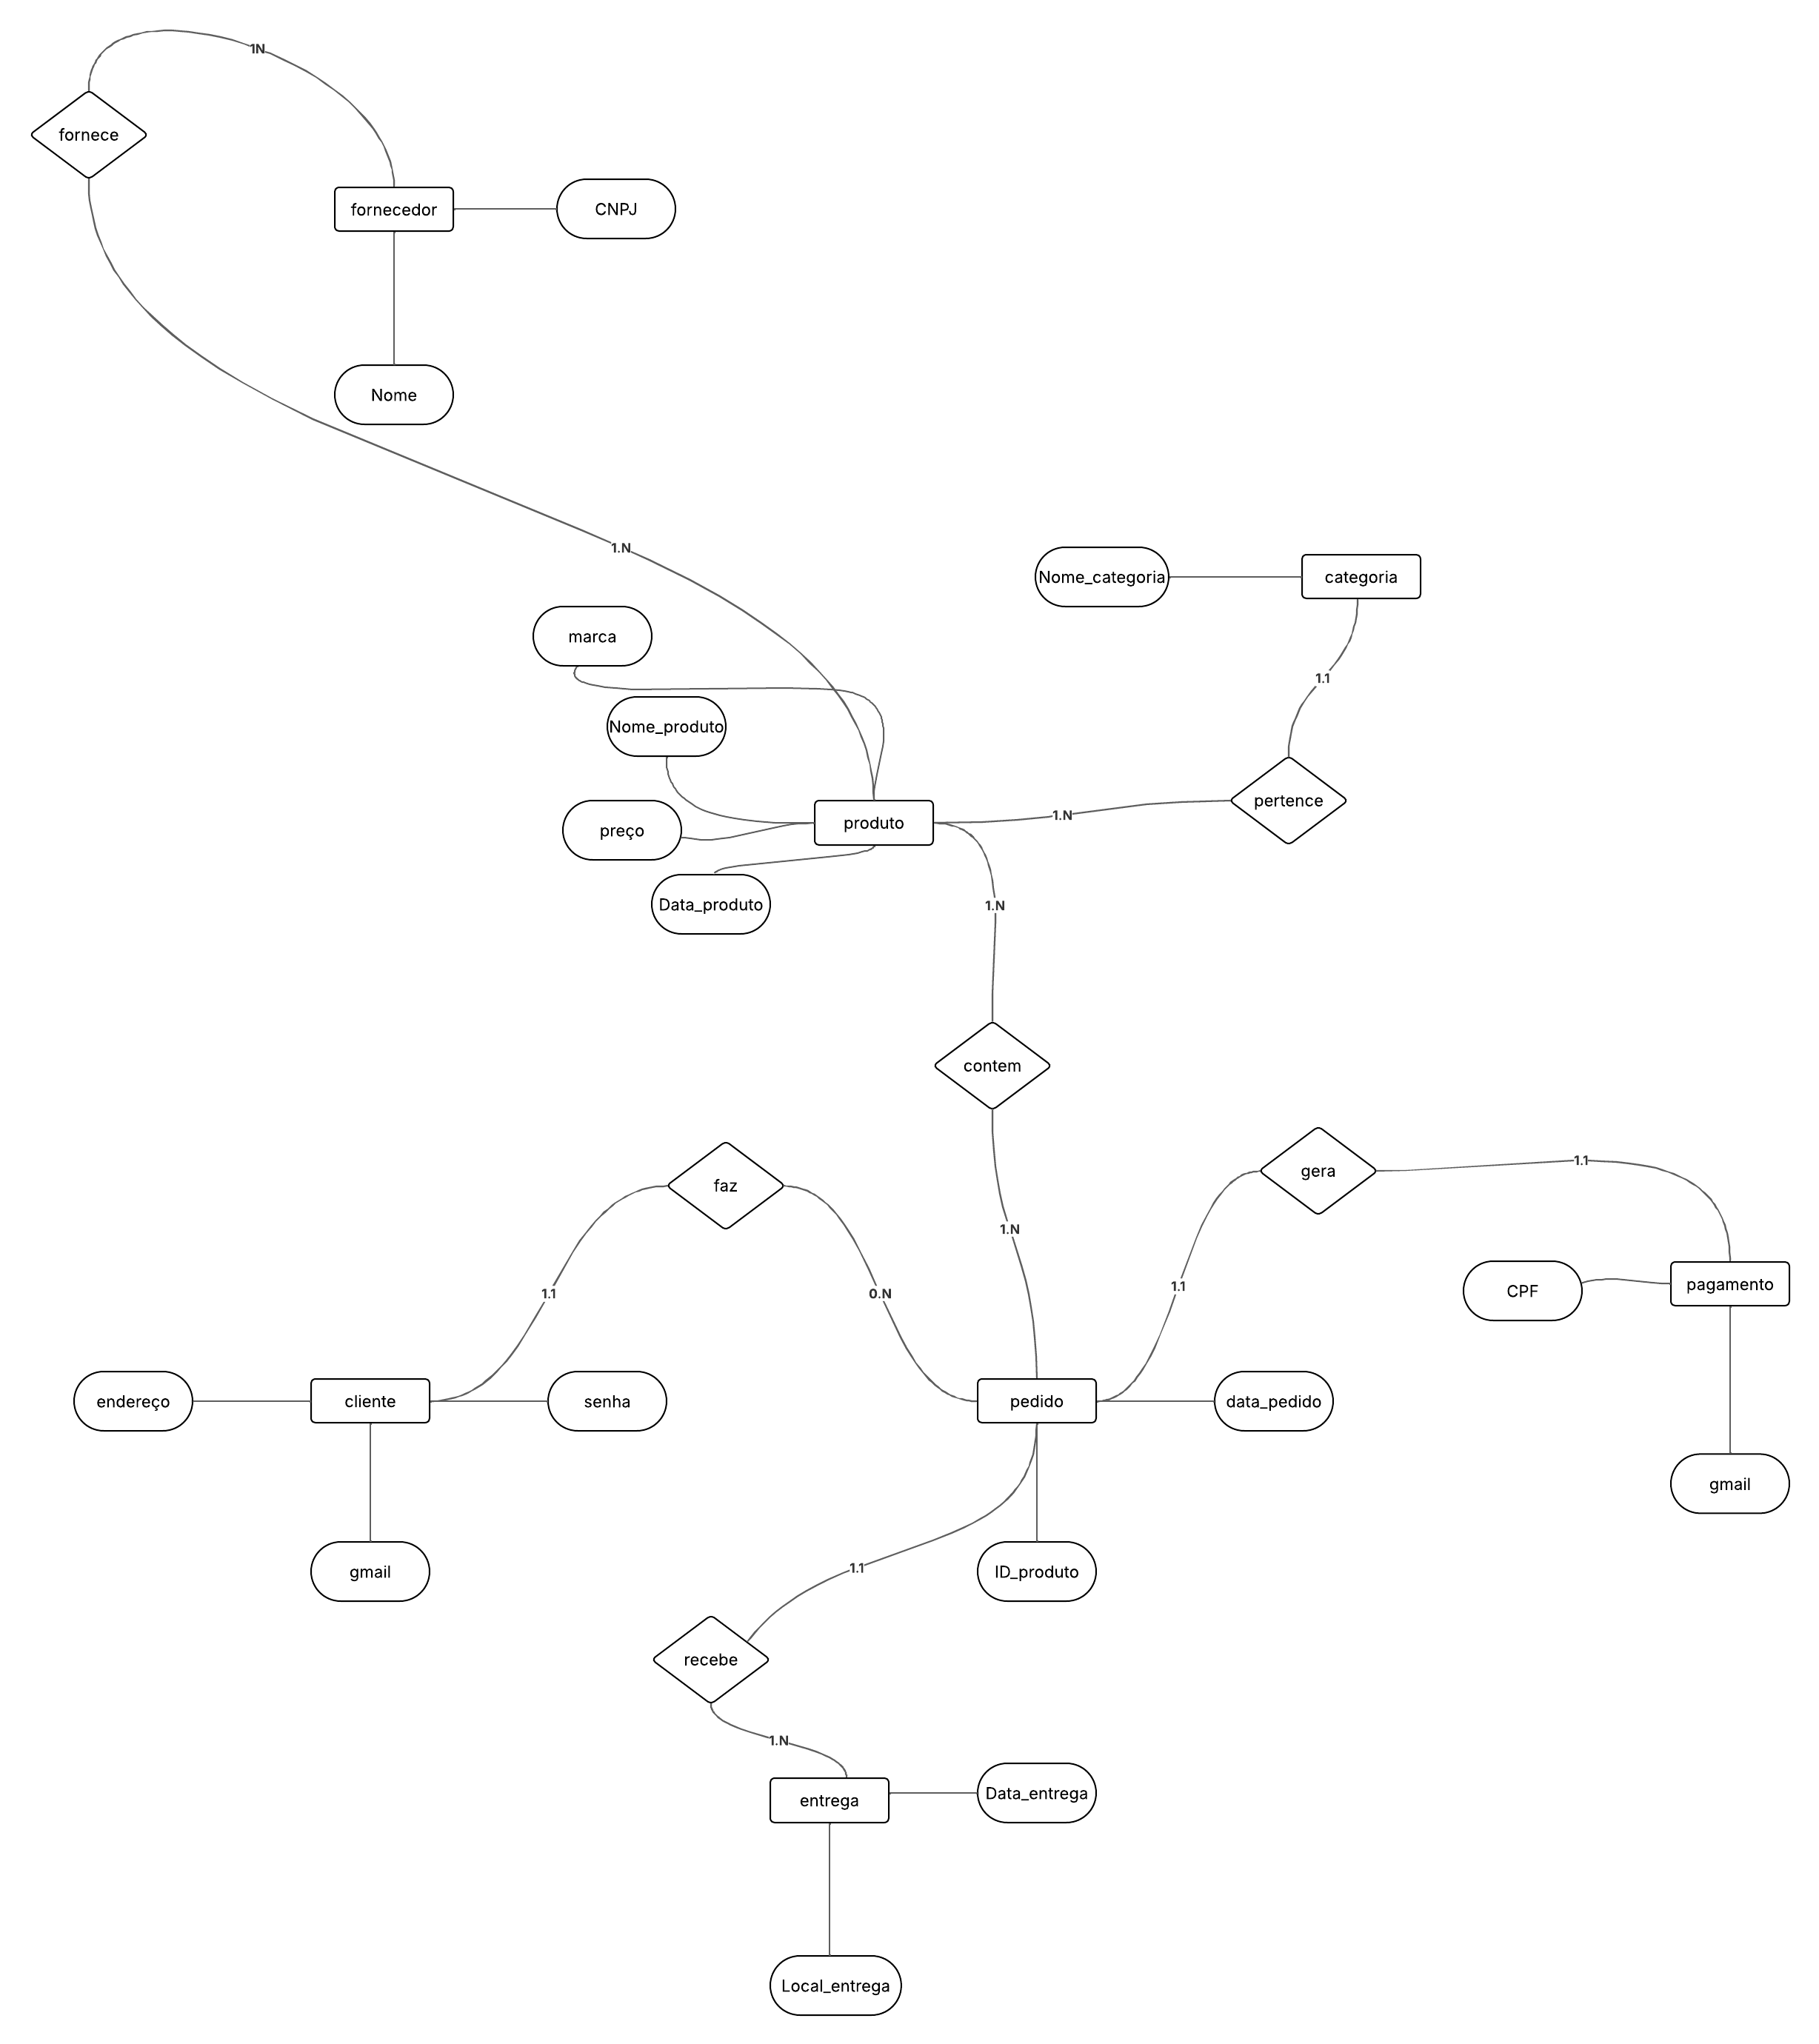 1N
fornece
fornecedor
CNPJ
Nome
1.N
Nome_categoria
categoria
marca
1.1
Nome_produto
pertence
1.N
produto
preço
Data_produto
1.N
contem
gera
1.1
faz
1.N
1.1
CPF
pagamento
1.1
0.N
endereço
cliente
senha
pedido
data_pedido
gmail
gmail
ID_produto
1.1
recebe
1.N
Data_entrega
entrega
Local_entrega